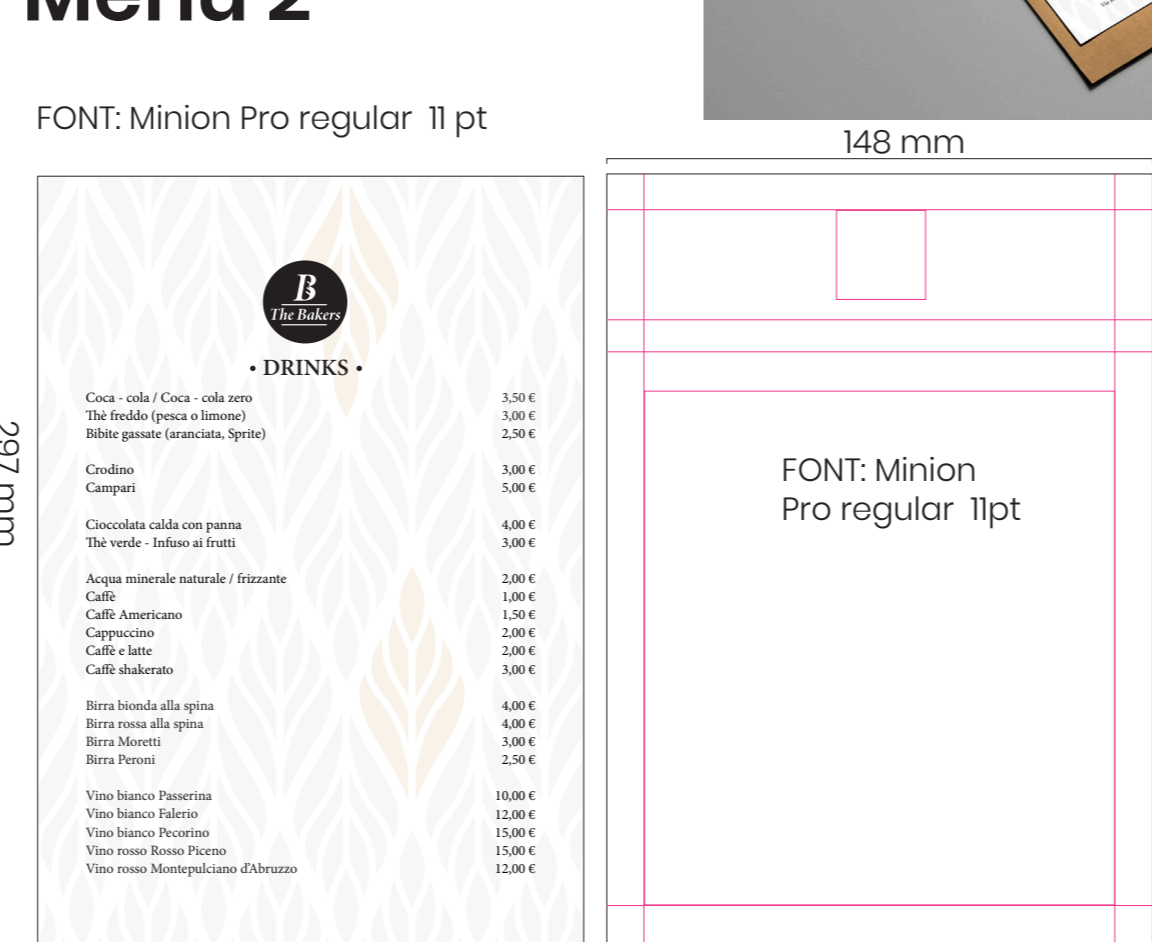 Menu 2
FONT: Minion Pro regular 11 pt
148 mm
297 mm
B
The Bakers
• DRINKS •
Coca - cola / Coca - cola zero 3,50 €
Thè freddo (pesca o limone) 3,00 €
Bibite gassate (aranciata, Sprite) 2,50 €
Crodino 3,00 €
Campari 5,00 €
Cioccolata calda con panna 4,00 €
Thè verde - Infuso ai frutti 3,00 €
Acqua minerale naturale / frizzante 2,00 €
Caffè 1,00 €
Caffè Americano 1,50 €
Cappuccino 2,00 €
Caffè e latte 2,00 €
Caffè shakerato 3,00 €
Birra bionda alla spina 4,00 €
Birra rossa alla spina 4,00 €
Birra Moretti 3,00 €
Birra Peroni 2,50 €
Vino bianco Passerina 10,00 €
Vino bianco Falerio 12,00 €
Vino bianco Pecorino 15,00 €
Vino rosso Rosso Piceno 15,00 €
Vino rosso Montepulciano d'Abruzzo 12,00 €
FONT: Minion
Pro regular 11pt